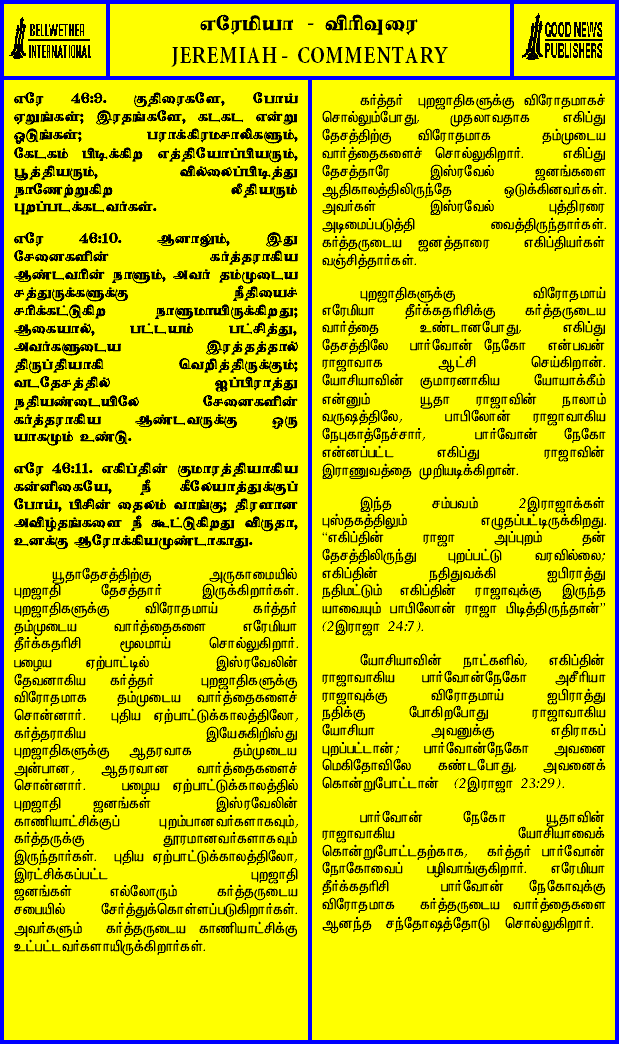 BELLWETHER
INTERNATIONAL
எரேமியா - விரிவுரை
JEREMIAH - COMMENTARY
GOOD NEWS
PUBLISHERS
எரே 46:9. குதிரைகளே, போய்
ஏறுங்கள்; இரதங்களே, கடகட என்று
ஓடுங்கள்; பராக்கிரமசாலிகளும்,
கேடகம் பிடிக்கிற எத்தியோப்பியரும்,
பூத்தியரும், வில்லைப்பிடித்து
நாணேற்றுகிற லீதியரும்
புறப்படக்கடவர்கள்.
எரே 46:10. ஆனாலும், இது
சேனைகளின் கர்த்தராகிய
ஆண்டவரின் நாளும், அவர் தம்முடைய
சத்துருக்களுக்கு நீதியைச்
சரிக்கட்டுகிற நாளுமாயிருக்கிறது;
ஆகையால், பட்டயம் பட்சித்து,
அவர்களுடைய இரத்தத்தால்
திருப்தியாகி வெறித்திருக்கும்;
வடதேசத்தில் ஐப்பிராத்து
நதியண்டையிலே சேனைகளின்
கர்த்தராகிய ஆண்டவருக்கு ஒரு
யாகமும் உண்டு.
எரே 46:11. எகிப்தின் குமாரத்தியாகிய
கன்னிகையே, நீ கீலேயாத்துக்குப்
போய், பிசின் தைலம் வாங்கு; திரளான
அவிழ்தங்களை நீ கூட்டுகிறது விருதா,
உனக்கு ஆரோக்கியமுண்டாகாது.
யூதாதேசத்திற்கு அருகாமையில்
புறஜாதி தேசத்தார் இருக்கிறார்கள்.
புறஜாதிகளுக்கு விரோதமாய் கர்த்தர்
தம்முடைய வார்த்தைகளை எரேமியா
தீர்க்கதரிசி மூலமாய் சொல்லுகிறார்.
பழைய ஏற்பாட்டில் இஸ்ரவேலின்
தேவனாகிய கர்த்தர் புறஜாதிகளுக்கு
விரோதமாக தம்முடைய வார்த்தைகளைச்
சொன்னார். புதிய ஏற்பாட்டுக்காலத்திலோ,
கர்த்தராகிய இயேசுகிறிஸ்து
புறஜாதிகளுக்கு ஆதரவாக தம்முடைய
அன்பான, ஆதரவான வார்த்தைகளைச்
சொன்னார். பழைய ஏற்பாட்டுக்காலத்தில்
புறஜாதி ஜனங்கள் இஸ்ரவேலின்
காணியாட்சிக்குப் புறம்பானவர்களாகவும்,
கர்த்தருக்கு தூரமானவர்களாகவும்
இருந்தார்கள். புதிய ஏற்பாட்டுக்காலத்திலோ,
இரட்சிக்கப்பட்ட புறஜாதி
ஜனங்கள் எல்லோரும் கர்த்தருடைய
சபையில் சேர்த்துக்கொள்ளப்படுகிறார்கள்.
அவர்களும் கர்த்தருடைய காணியாட்சிக்கு
உட்பட்டவர்களாயிருக்கிறார்கள்.
கர்த்தர் புறஜாதிகளுக்கு விரோதமாகச்
சொல்லும்போது, முதலாவதாக எகிப்து
தேசத்திற்கு விரோதமாக தம்முடைய
வார்த்தைகளைச் சொல்லுகிறார். எகிப்து
தேசத்தாரே இஸ்ரவேல் ஜனங்களை
ஆதிகாலத்திலிருந்தே ஒடுக்கினவர்கள்.
அவர்கள் இஸ்ரவேல் புத்திரரை
அடிமைப்படுத்தி வைத்திருந்தார்கள்.
கர்த்தருடைய ஜனத்தாரை எகிப்தியர்கள்
வஞ்சித்தார்கள்.
புறஜாதிகளுக்கு விரோதமாய்
எரேமியா தீர்க்கதரிசிக்கு கர்த்தருடைய
வார்த்தை உண்டானபோது, எகிப்து
தேசத்திலே பார்வோன் நேகோ என்பவன்
ராஜாவாக ஆட்சி செய்கிறான்.
யோசியாவின் குமாரனாகிய யோயாக்கீம்
என்னும் யூதா ராஜாவின் நாலாம்
வருஷத்திலே, பாபிலோன் ராஜாவாகிய
நேபுகாத்நேச்சார், பார்வோன் நேகோ
என்னப்பட்ட எகிப்து ராஜாவின்
இராணுவத்தை முறியடிக்கிறான்.
இந்த சம்பவம் 2இராஜாக்கள்
புஸ்தகத்திலும் எழுதப்பட்டிருக்கிறது.
"எகிப்தின் ராஜா அப்புறம் தன்
தேசத்திலிருந்து புறப்பட்டு வரவில்லை;
எகிப்தின் நதிதுவக்கி ஐபிராத்து
நதிமட்டும் எகிப்தின் ராஜாவுக்கு இருந்த
யாவையும் பாபிலோன் ராஜா பிடித்திருந்தான்"
(2இராஜா 24:7).
யோசியாவின் நாட்களில், எகிப்தின்
ராஜாவாகிய பார்வோன்நேகோ அசீரியா
ராஜாவுக்கு விரோதமாய் ஐபிராத்து
நதிக்கு போகிறபோது ராஜாவாகிய
யோசியா அவனுக்கு எதிராகப்
புறப்பட்டான்; பார்வோன்நேகோ அவனை
மெகிதோவிலே கண்டபோது, அவனைக்
கொன்றுபோட்டான் (2இராஜா 23:29).
பார்வோன் நேகோ யூதாவின்
ராஜாவாகிய யோசியாவைக்
கொன்றுபோட்டதற்காக, கர்த்தர் பார்வோன்
நோகோவைப் பழிவாங்குகிறார். எரேமியா
தீர்க்கதரிசி பார்வோன் நேகோவுக்கு
விரோதமாக கர்த்தருடைய வார்த்தைகளை
ஆனந்த சந்தோஷத்தோடு சொல்லுகிறார்.